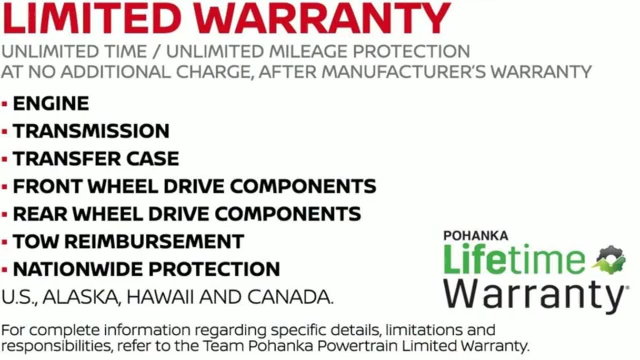 LIMITED WARRANTY
UNLIMITED TIME / UNLIMITED MILEAGE PROTECTION
AT NO ADDITIONAL CHARGE, AFTER MANUFACTURER'S WARRANTY
▪ ENGINE
▪ TRANSMISSION
▪ TRANSFER CASE
▪ FRONT WHEEL DRIVE COMPONENTS
▪ REAR WHEEL DRIVE COMPONENTS
▪ TOW REIMBURSEMENT
▪ NATIONWIDE PROTECTION
U.S., ALASKA, HAWAII AND CANADA.
POHANKA
Lifetime
Warranty
For complete information regarding specific details, limitations and
responsibilities, refer to the Team Pohanka Powertrain Limited Warranty.